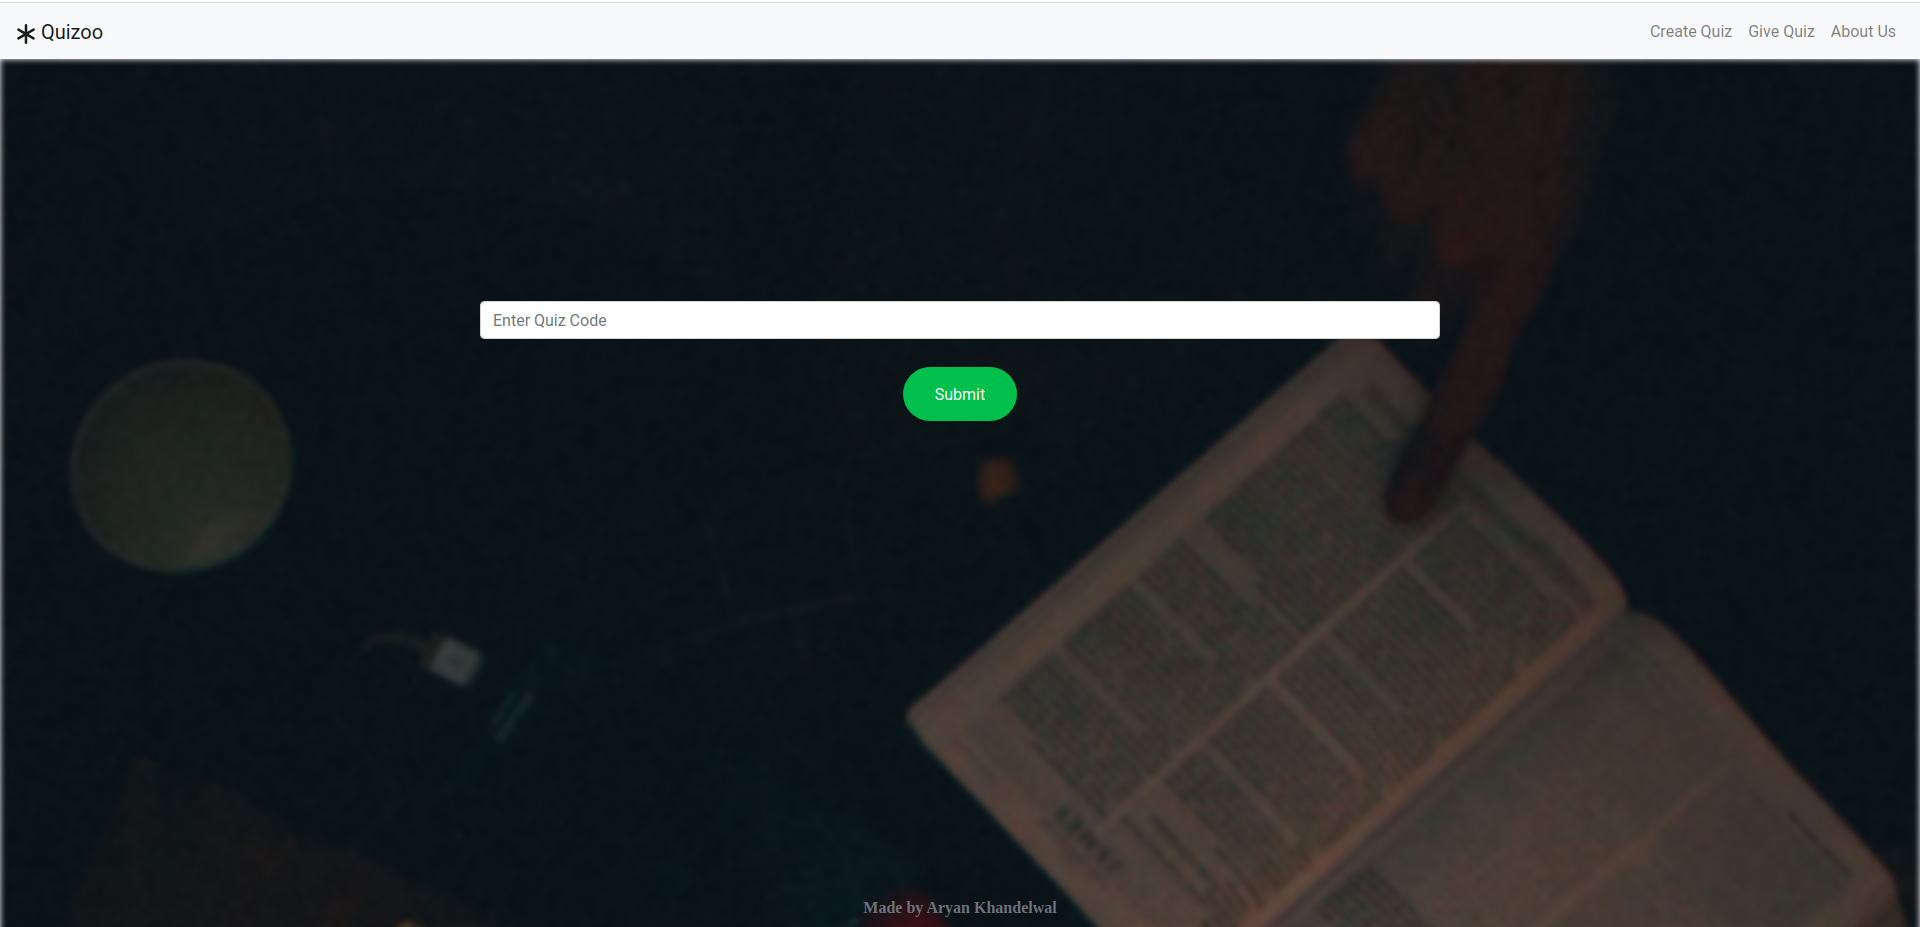 Quizoo
Create Quiz Give Quiz About Us
Enter Quiz Code
Submit
Made by Aryan Khandelwal